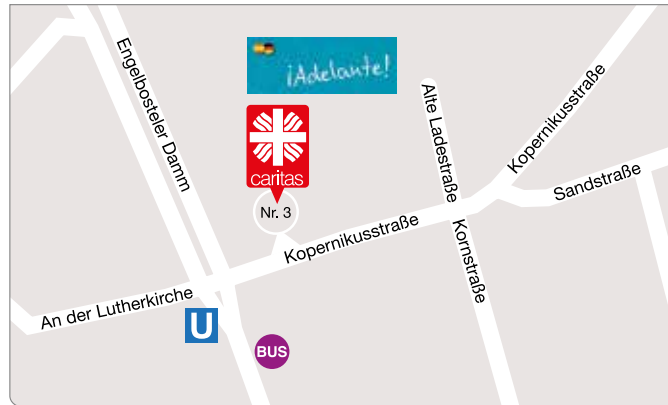 Engelbosteler Damm
¡Adelante!
caritas
Nr. 3
Alte Ladestraße
Kopernikusstraße
Sandstraße
Kopernikusstraße
Kornstraße
An der Lutherkirche
U
BUS